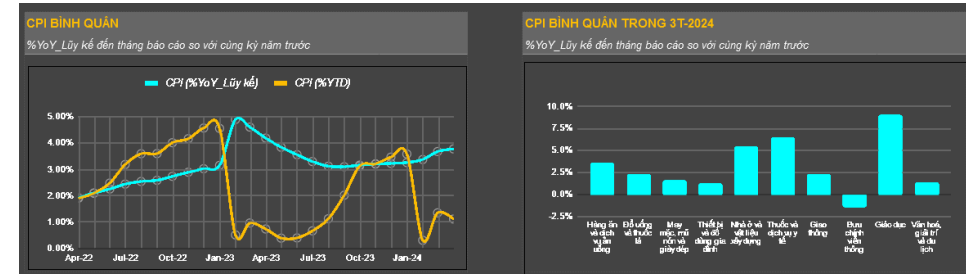 CPI BÌNH QUÂN
%YoY_Lũy kế đến tháng báo cáo so với cùng kỳ năm trước
CPI (%YoY_Lũy kế)
CPI (%YTD)
5.00%
4.00%
3.00%
2.00%
1.00%
0.00%
Apr-22 Jul-22 Oct-22 Jan-23 Apr-23 Jul-23 Oct-23 Jan-24
CPI BÌNH QUÂN TRONG 3T-2024
%YoY_Lũy kế đến tháng báo cáo so với cùng kỳ năm trước
10.0%
7.5%
5.0%
2.5%
0.0%
-2.5%
Hàng ăn và dịch vụ ăn uống
Đồ uống và thuốc lá
May mặc, mũ nón và giày dép
Thiết bị và đồ dùng gia đình
Nhà ở và vật liệu xây dựng
Thuốc và dịch vụ y tế
Giao thông
Bưu chính viễn thông
Giáo dục
Văn hoá, giải trí và du lịch